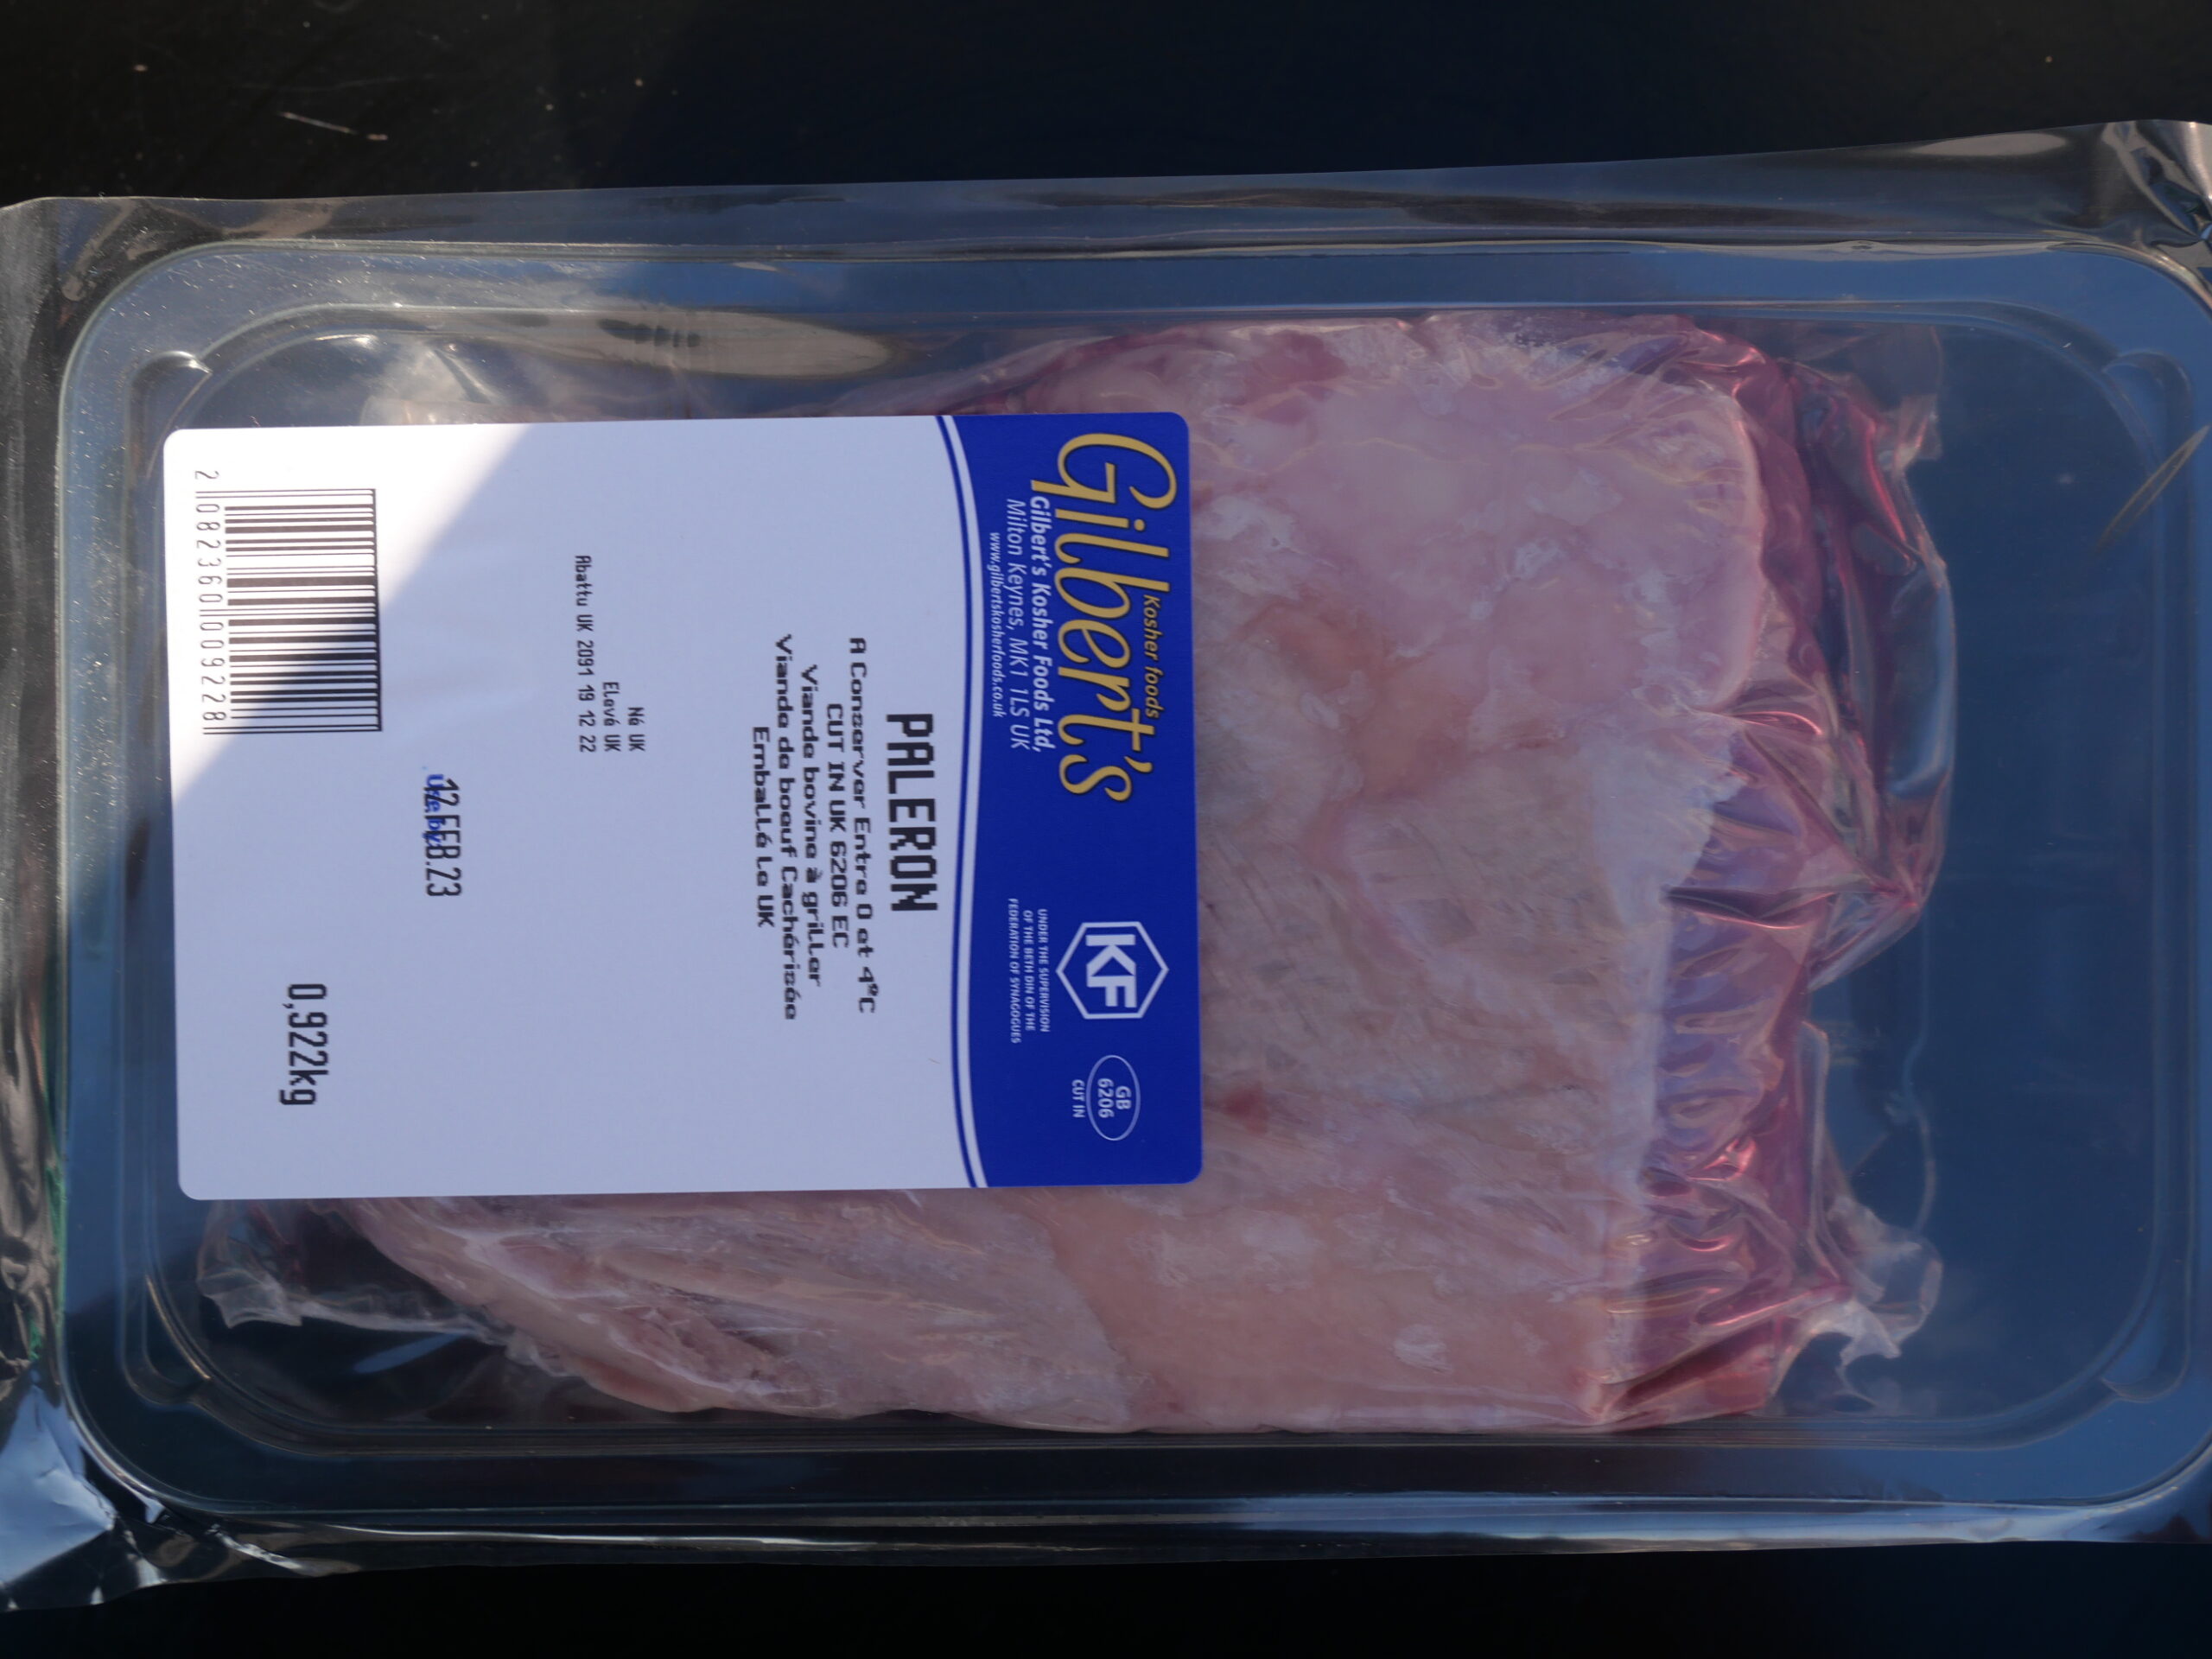 Gilbert's
Kosher foods
Gilbert's Kosher Foods Ltd,
Milton Keynes, MK1 1LS UK
www.gilbertskosherfoods.co.uk
KF
UNDER THE SUPERVISION
OF THE BETH DIN OF THE
FEDERATION OF SYNAGOGUES
GB
6206
CUT IN
PALERON
A Conserver Entre 0 et 4ºC
CUT IN UK 6206 EC
Viande bovine à griller
Viande de boeuf Cachérisée
Emballé Le UK
Né UK
Elevé UK
Abattu UK 2091 19 12 22
Use by:
12.FEB.23
2 082360 009228
0,922kg